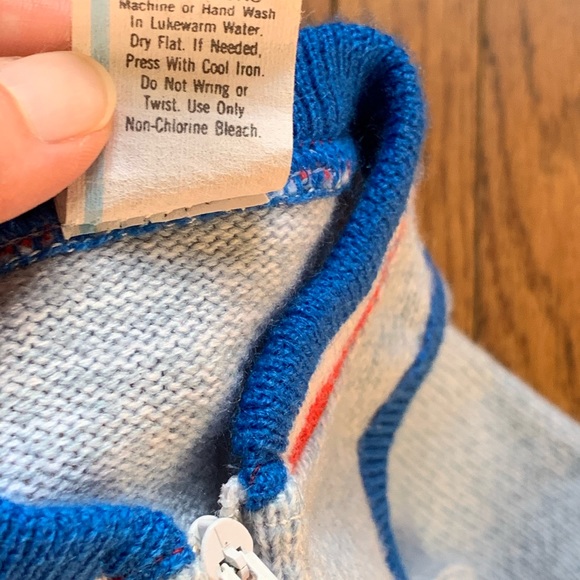 Machine or Hand Wash
In Lukewarm Water.
Dry Flat. If Needed,
Press With Cool Iron.
Do Not Wring or
Twist. Use Only
Non-Chlorine Bleach.